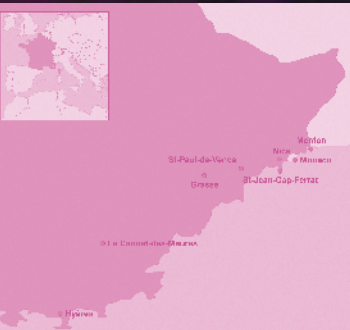 Menton
Nice
Monaco
St-Paul-de-Vence
St-Jean-Cap-Ferrat
Grasse
Le Cannet-des-Maures
Hyères